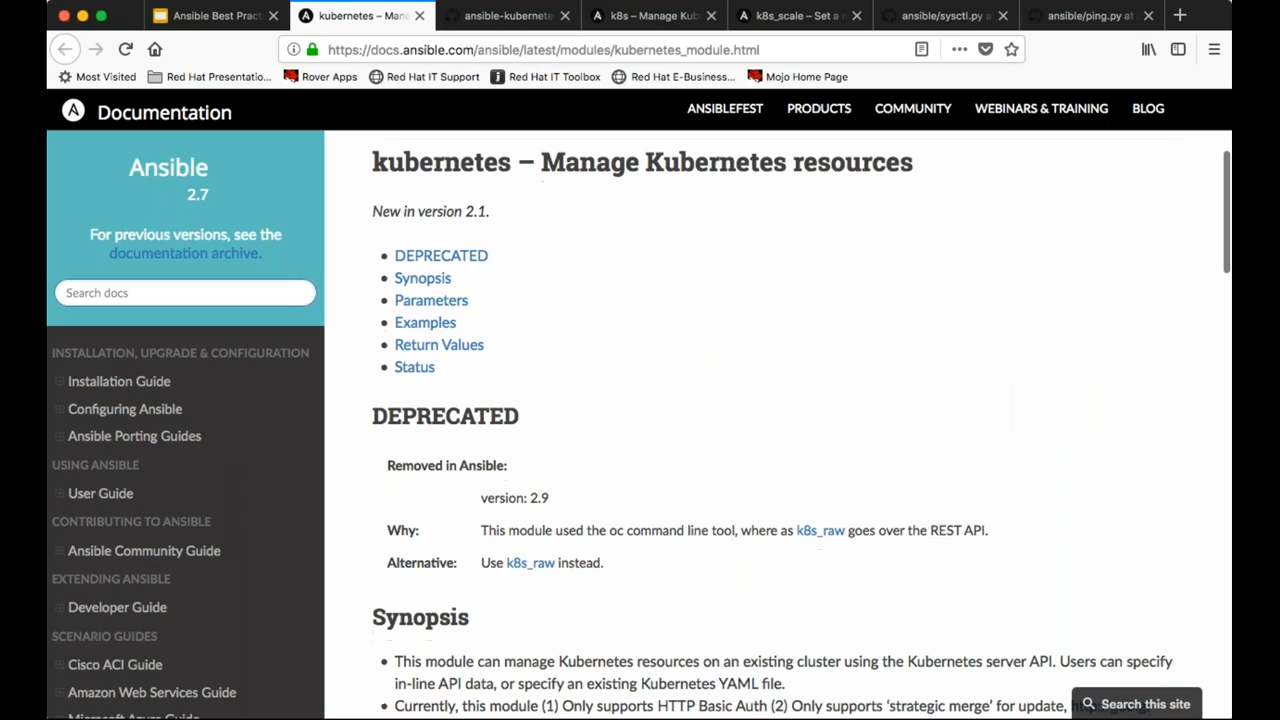 Ansible Best Pract
kubernetes – Mana
ansible-kubernete
k8s – Manage Kub
k8s_scale – Set a n
ansible/sysctl.py at
ansible/ping.py at
https://docs.ansible.com/ansible/latest/modules/kubernetes_module.html
Most Visited
Red Hat Presentatio...
Rover Apps
Red Hat IT Support
Red Hat IT Toolbox
Red Hat E-Business...
Mojo Home Page
Documentation
ANSIBLEFEST
PRODUCTS
COMMUNITY
WEBINARS & TRAINING
BLOG
Ansible
2.7
For previous versions, see the
documentation archive.
Search docs
INSTALLATION, UPGRADE & CONFIGURATION
Installation Guide
Configuring Ansible
Ansible Porting Guides
USING ANSIBLE
User Guide
CONTRIBUTING TO ANSIBLE
Ansible Community Guide
EXTENDING ANSIBLE
Developer Guide
SCENARIO GUIDES
Cisco ACI Guide
Amazon Web Services Guide
Microsoft Azure Guide
kubernetes – Manage Kubernetes resources
New in version 2.1.
DEPRECATED
Synopsis
Parameters
Examples
Return Values
Status
DEPRECATED
Removed in Ansible:
version: 2.9
Why: This module used the oc command line tool, where as k8s_raw goes over the REST API.
Alternative: Use k8s_raw instead.
Synopsis
This module can manage Kubernetes resources on an existing cluster using the Kubernetes server API. Users can specify
in-line API data, or specify an existing Kubernetes YAML file.
Currently, this module (1) Only supports HTTP Basic Auth (2) Only supports 'strategic merge' for update,
Search this site